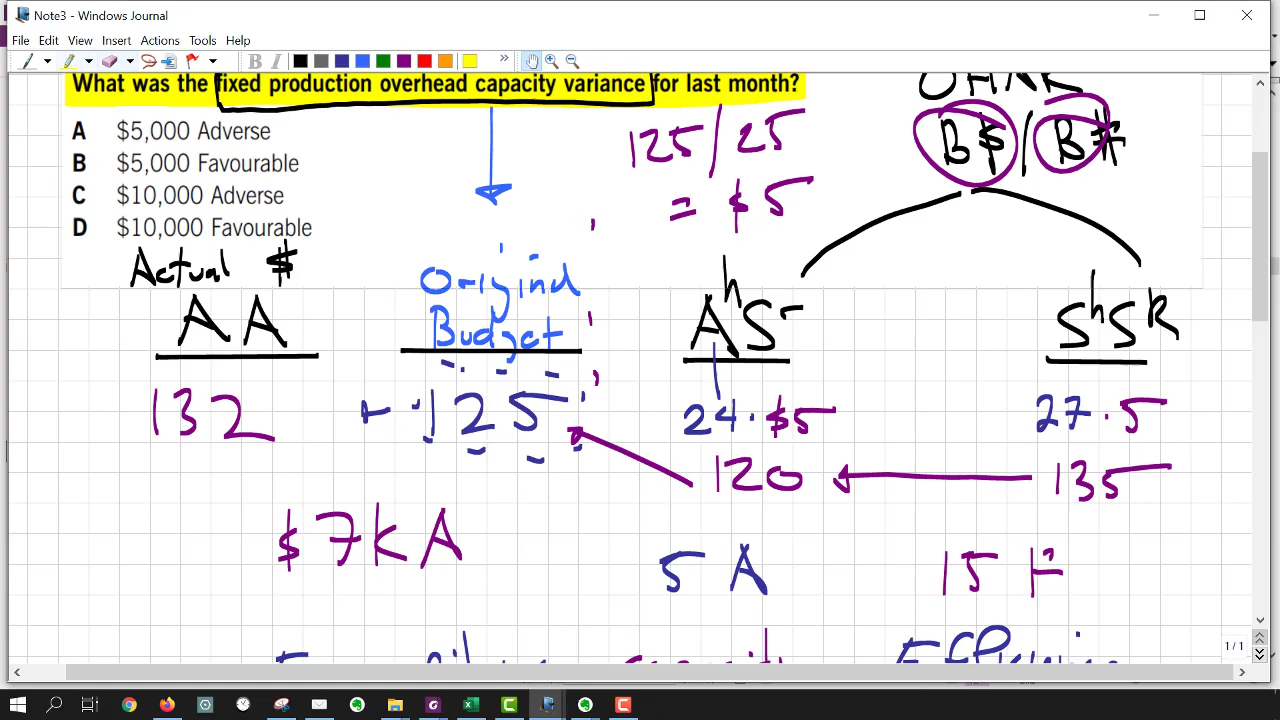 Note3 - Windows Journal
File Edit View Insert Actions Tools Help
B I
What was the fixed production overhead capacity variance for last month?
A $5,000 Adverse
B $5,000 Favourable
C $10,000 Adverse
D $10,000 Favourable
125/25
= $5
B$ / B#
Actual $
AA
Original
Budget
AhSr
ShSR
132
125
24 · $5
27 · 5
120
135
$7k A
5 A
15 F
1 / 1